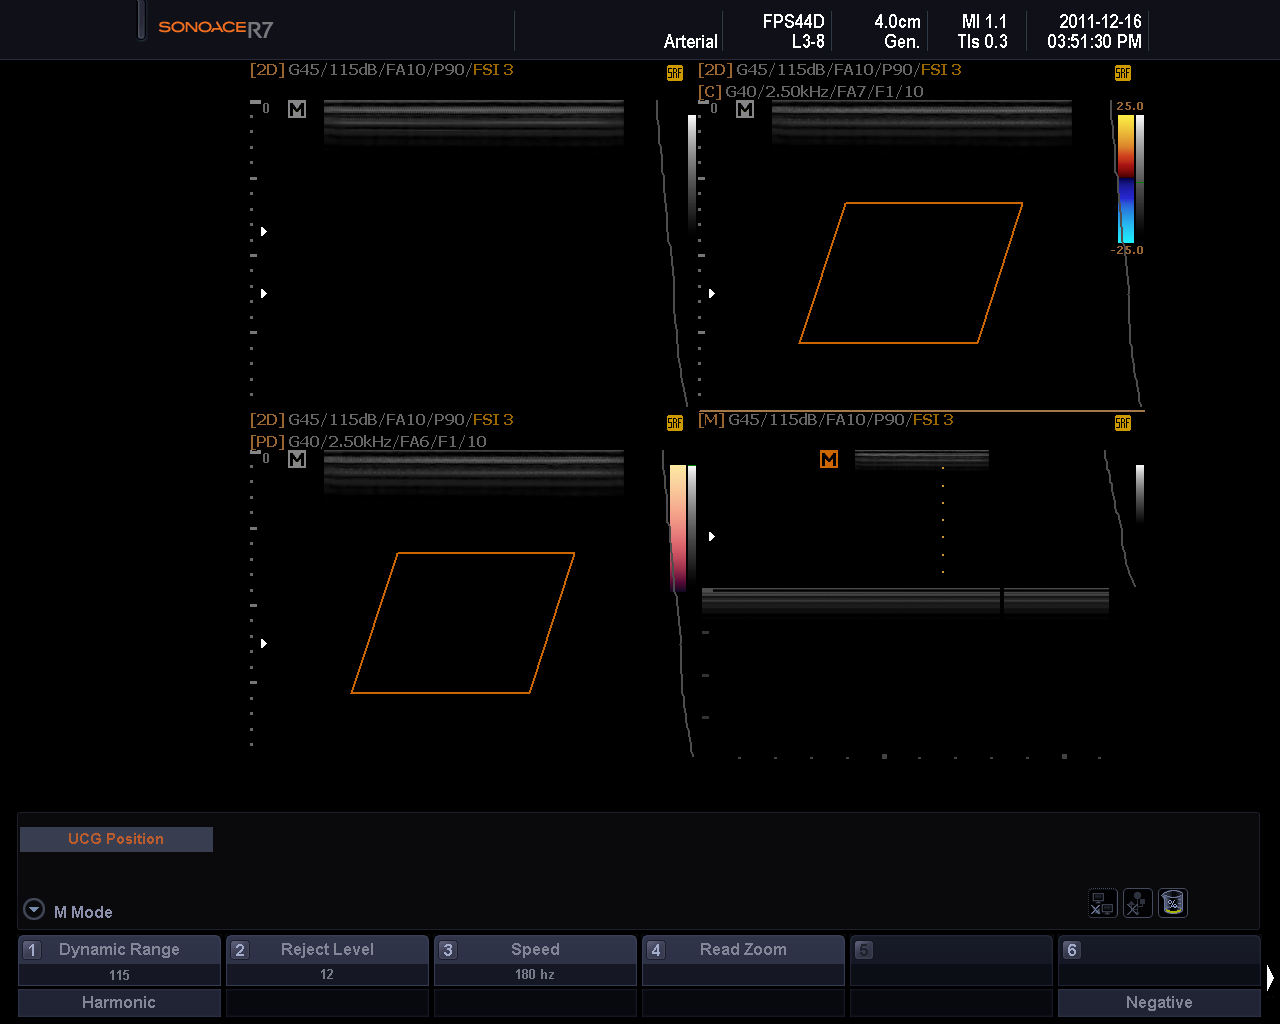 SONOACE R7
Arterial
FPS44D
L3-8
4.0cm
Gen.
MI 1.1
TIs 0.3
2011-12-16
03:51:30 PM
[2D] G45/115dB/FA10/P90/FSI 3
SRF
M
0
[2D] G45/115dB/FA10/P90/FSI 3
[C] G40/2.50kHz/FA7/F1/10
SRF
M
0
25.0
-25.0
[2D] G45/115dB/FA10/P90/FSI 3
[PD] G40/2.50kHz/FA6/F1/10
SRF
M
0
[M] G45/115dB/FA10/P90/FSI 3
SRF
M
UCG Position
M Mode
%
1 Dynamic Range
115
2 Reject Level
12
3 Speed
180 hz
4 Read Zoom
5
6
Harmonic
Negative